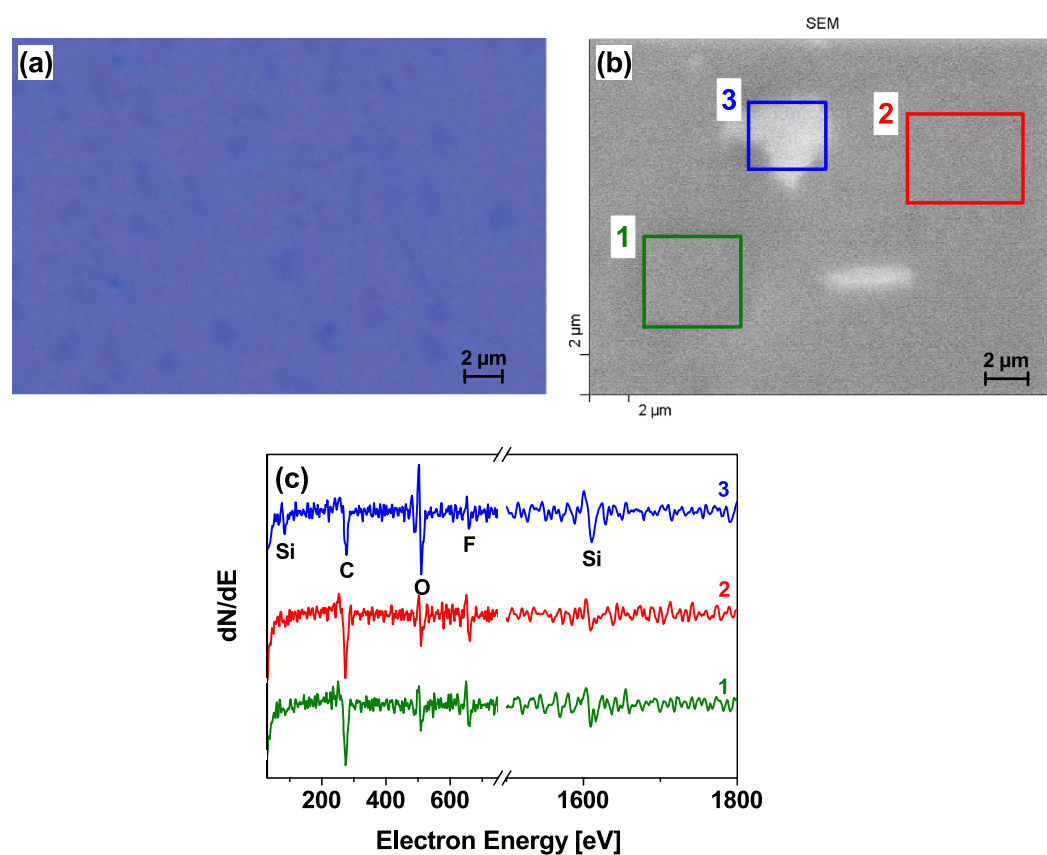 SEM
(a)
2 µm
(b)
3
2
1
2 µm
2 µm
2 µm
(c)
3
Si
C
O
F
Si
2
1
dN/dE
200 400 600 1600 1800
Electron Energy [eV]